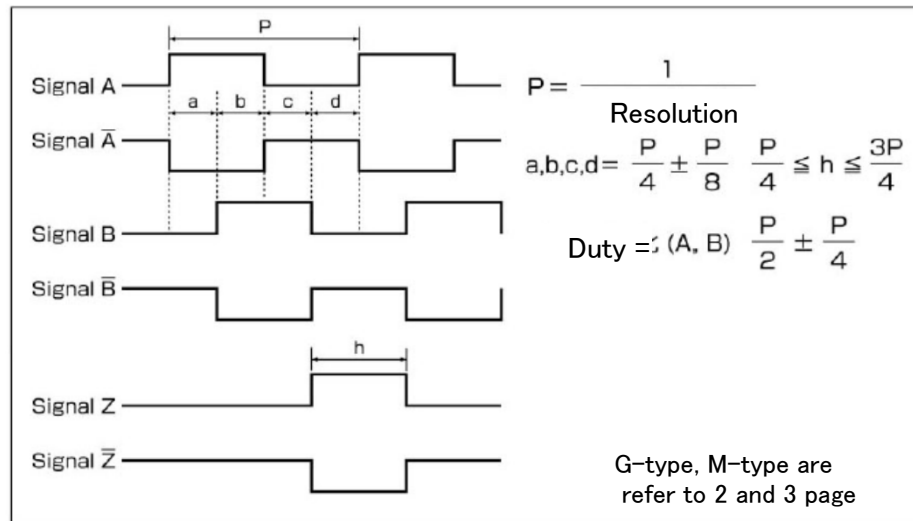 P
Signal A
a b c d
Signal A̅
Signal B
Signal B̅
h
Signal Z
Signal Z̅
P = 1 / Resolution
a,b,c,d = P/4 ± P/8 P/4 ≦ h ≦ 3P/4
Duty = (A, B) P/2 ± P/4
G-type, M-type are
refer to 2 and 3 page